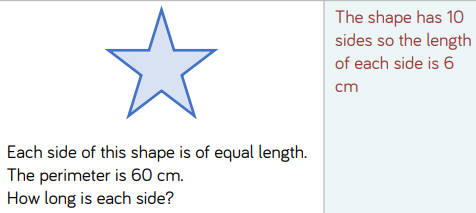 Each side of this shape is of equal length.
The perimeter is 60 cm.
How long is each side?
The shape has 10
sides so the length
of each side is 6
cm